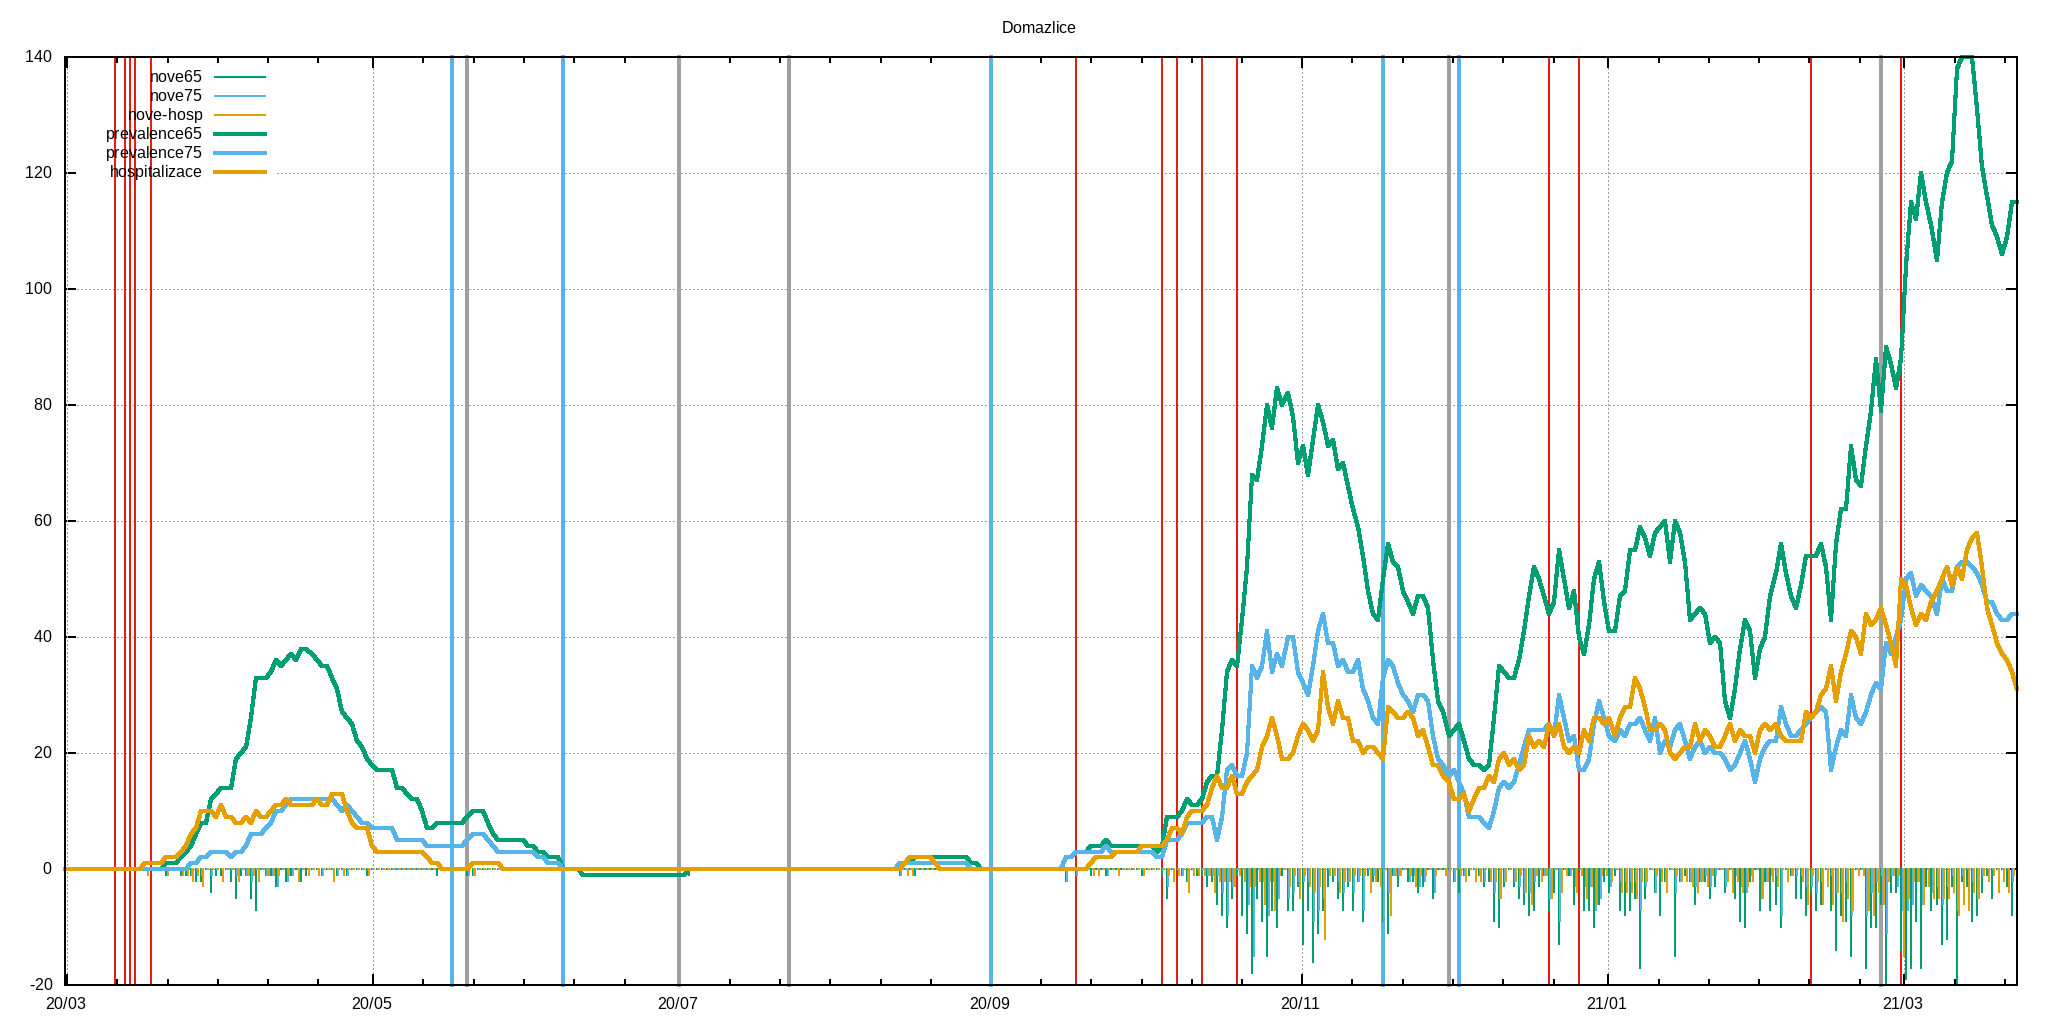 Domazlice
140
120
100
80
60
40
20
0
-20
nove65
nove75
nove-hosp
prevalence65
prevalence75
hospitalizace
20/03 20/05 20/07 20/09 20/11 21/01 21/03